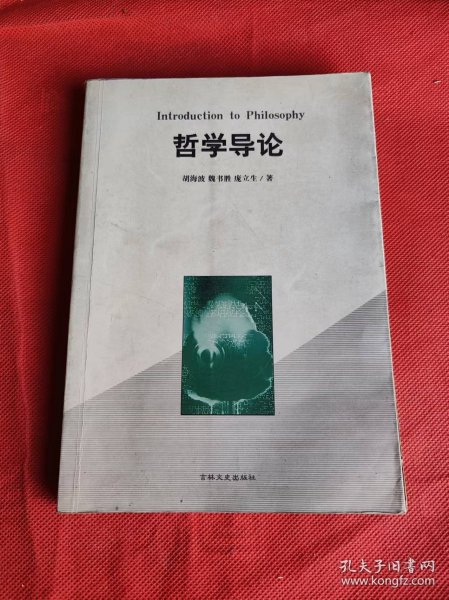 Introduction to Philosophy
哲学导论
胡海波 魏书胜 庞立生/著
吉林文史出版社
孔夫子旧书网
www.kongfz.com